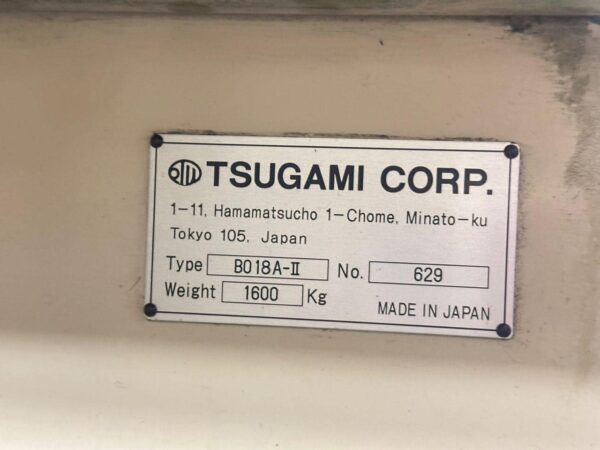 TSUGAMI CORP.
1-11, Hamamatsucho 1-Chome, Minato-ku
Tokyo 105, Japan
Type B018A-II No. 629
Weight 1600 Kg
MADE IN JAPAN